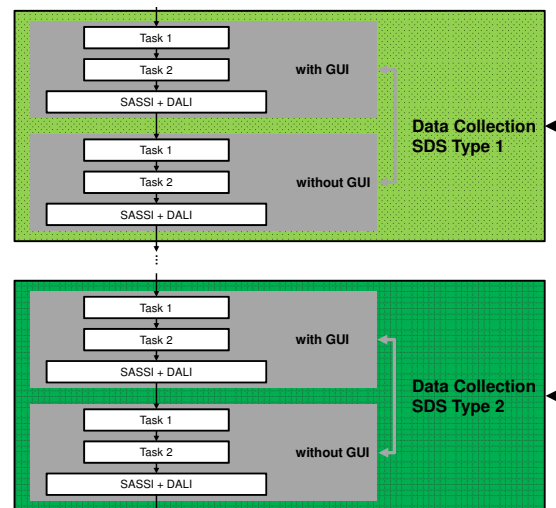 Task 1
Task 2
with GUI
SASSI + DALI
Data Collection
SDS Type 1
Task 1
Task 2
without GUI
SASSI + DALI
...
Task 1
Task 2
with GUI
SASSI + DALI
Data Collection
SDS Type 2
Task 1
Task 2
without GUI
SASSI + DALI